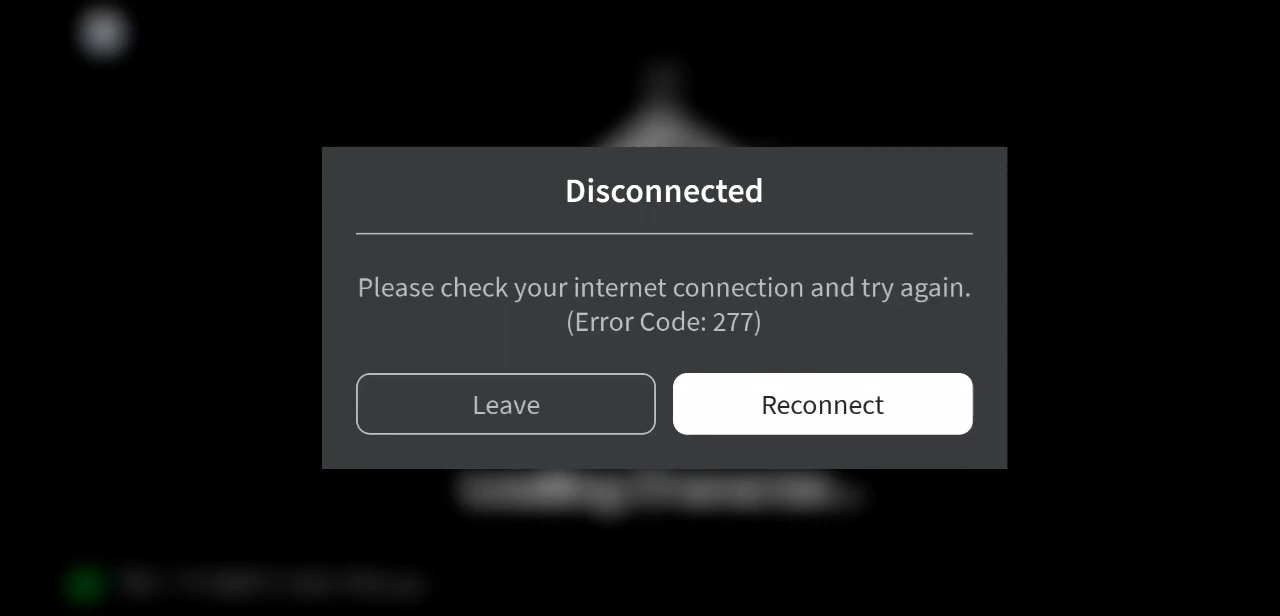 Disconnected
Please check your internet connection and try again.
(Error Code: 277)
Leave
Reconnect